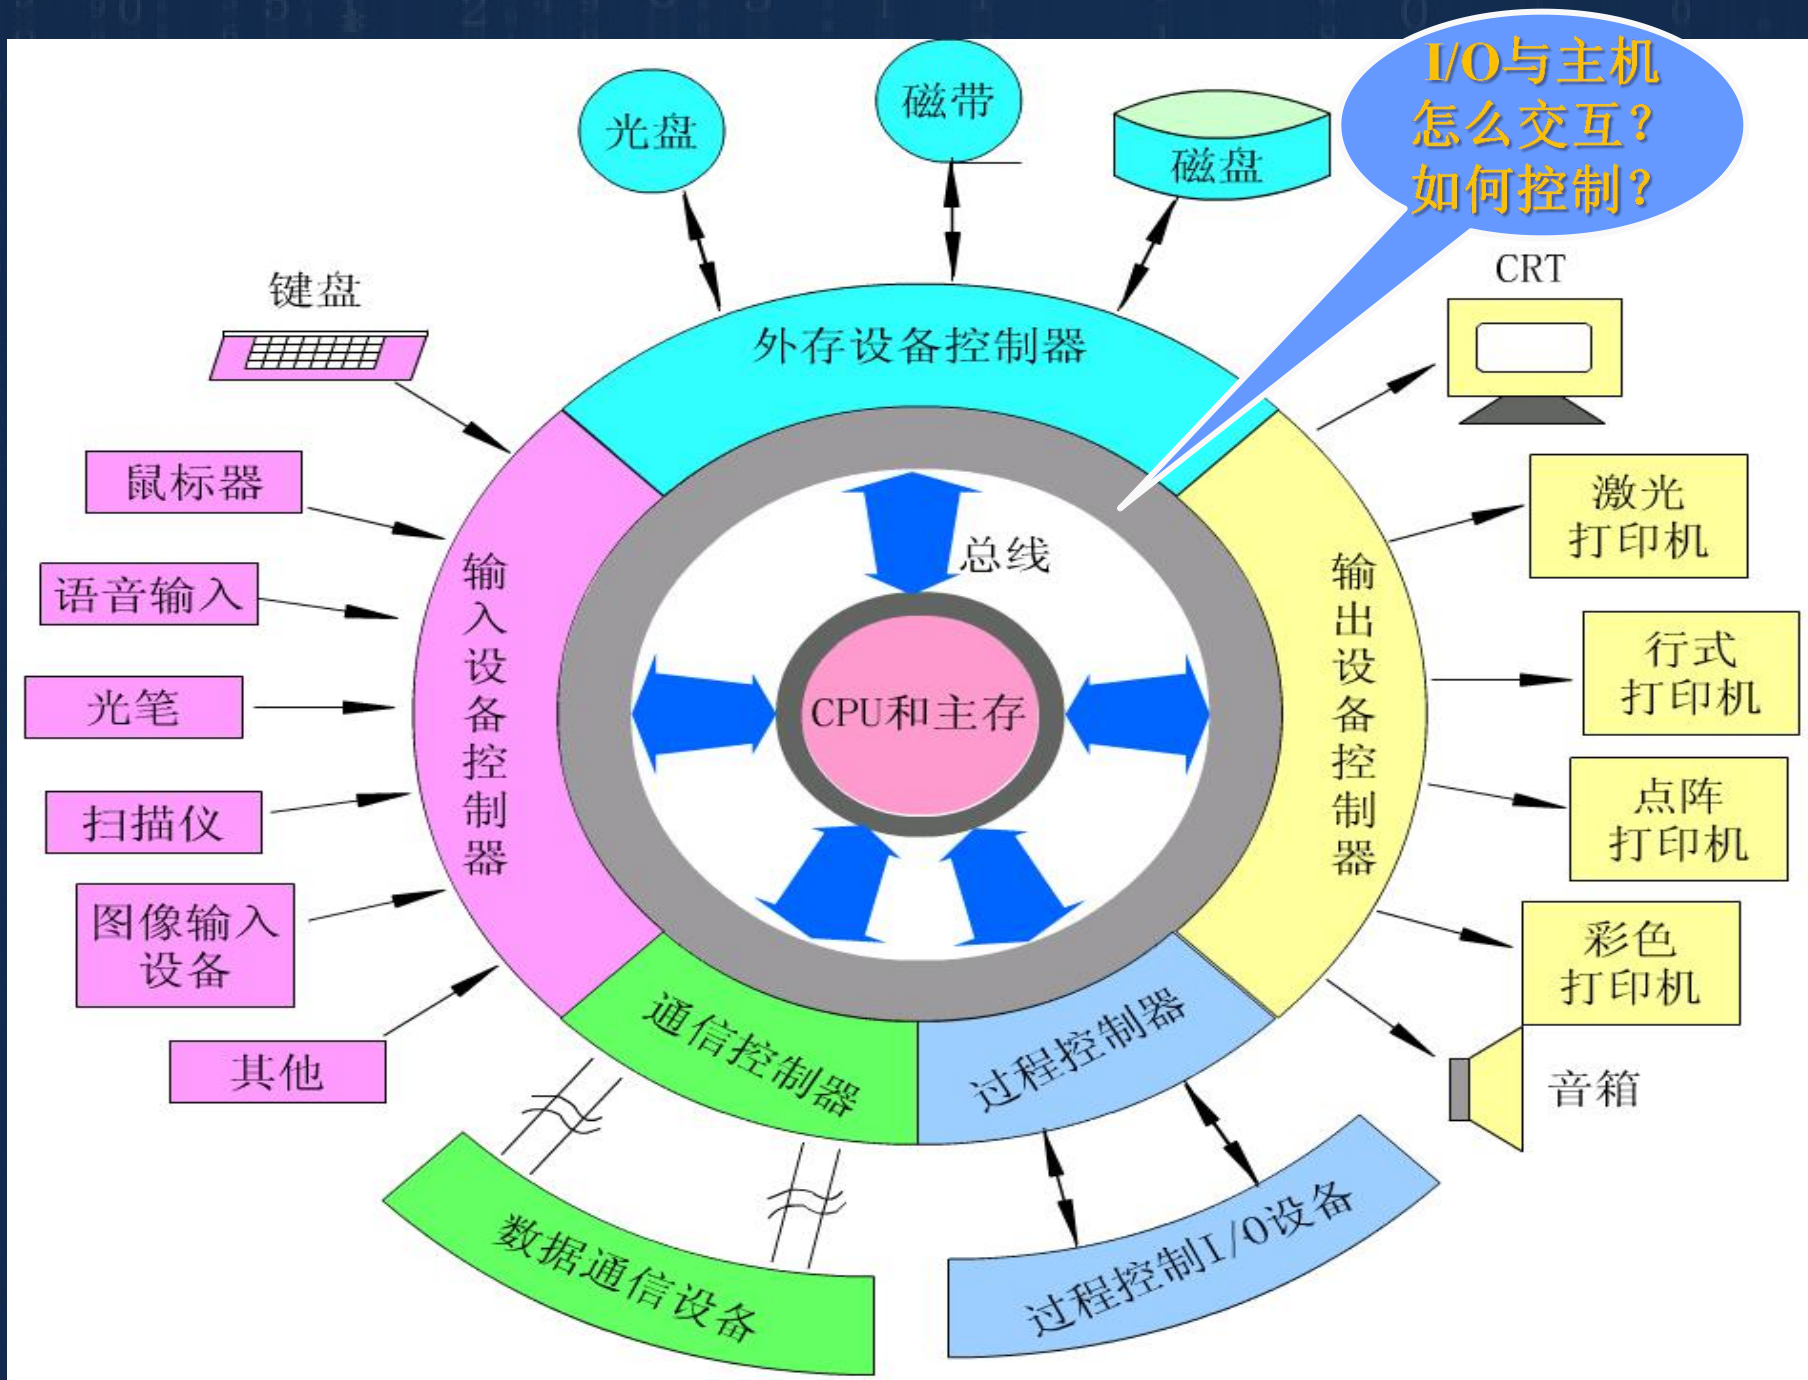 I/O与主机
怎么交互？
如何控制？
光盘
磁带
磁盘
键盘
CRT
外存设备控制器
鼠标器
语音输入
光笔
扫描仪
图像输入
设备
其他
输入设备控制器
总线
CPU和主存
输出设备控制器
激光
打印机
行式
打印机
点阵
打印机
彩色
打印机
音箱
通信控制器
过程控制器
数据通信设备
过程控制I/O设备